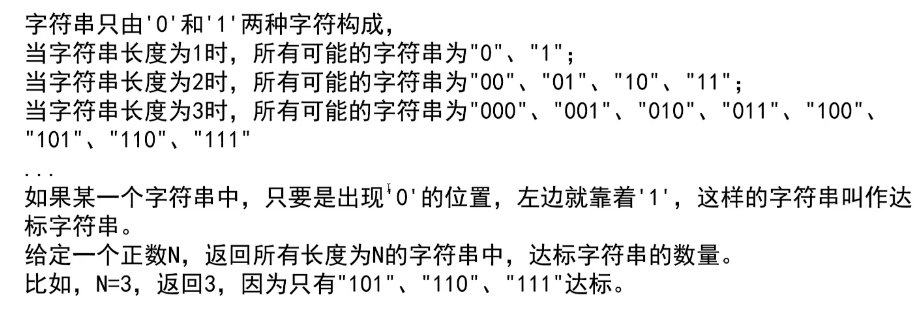 字符串只由'0'和'1'两种字符构成，
当字符串长度为1时，所有可能的字符串为"0"、"1"；
当字符串长度为2时，所有可能的字符串为"00"、"01"、"10"、"11"；
当字符串长度为3时，所有可能的字符串为"000"、"001"、"010"、"011"、"100"、
"101"、"110"、"111"
...
如果某一个字符串中，只要是出现'0'的位置，左边就靠着'1'，这样的字符串叫作达
标字符串。
给定一个正数N，返回所有长度为N的字符串中，达标字符串的数量。
比如，N=3，返回3，因为只有"101"、"110"、"111"达标。